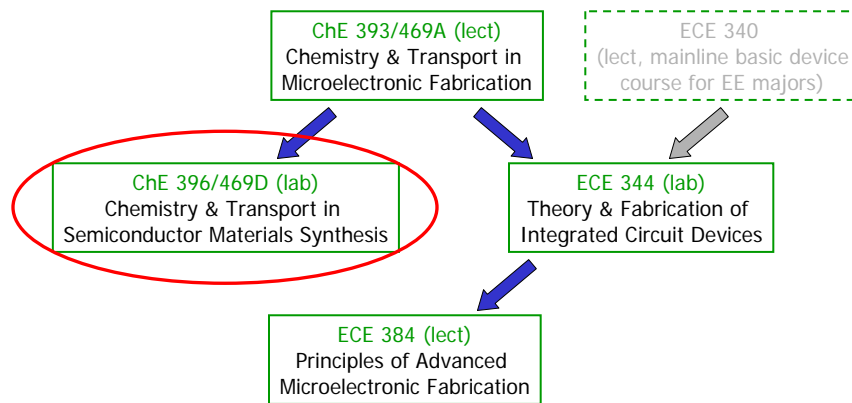 ChE 393/469A (lect)
Chemistry & Transport in
Microelectronic Fabrication
ECE 340
(lect, mainline basic device
course for EE majors)
ChE 396/469D (lab)
Chemistry & Transport in
Semiconductor Materials Synthesis
ECE 344 (lab)
Theory & Fabrication of
Integrated Circuit Devices
ECE 384 (lect)
Principles of Advanced
Microelectronic Fabrication